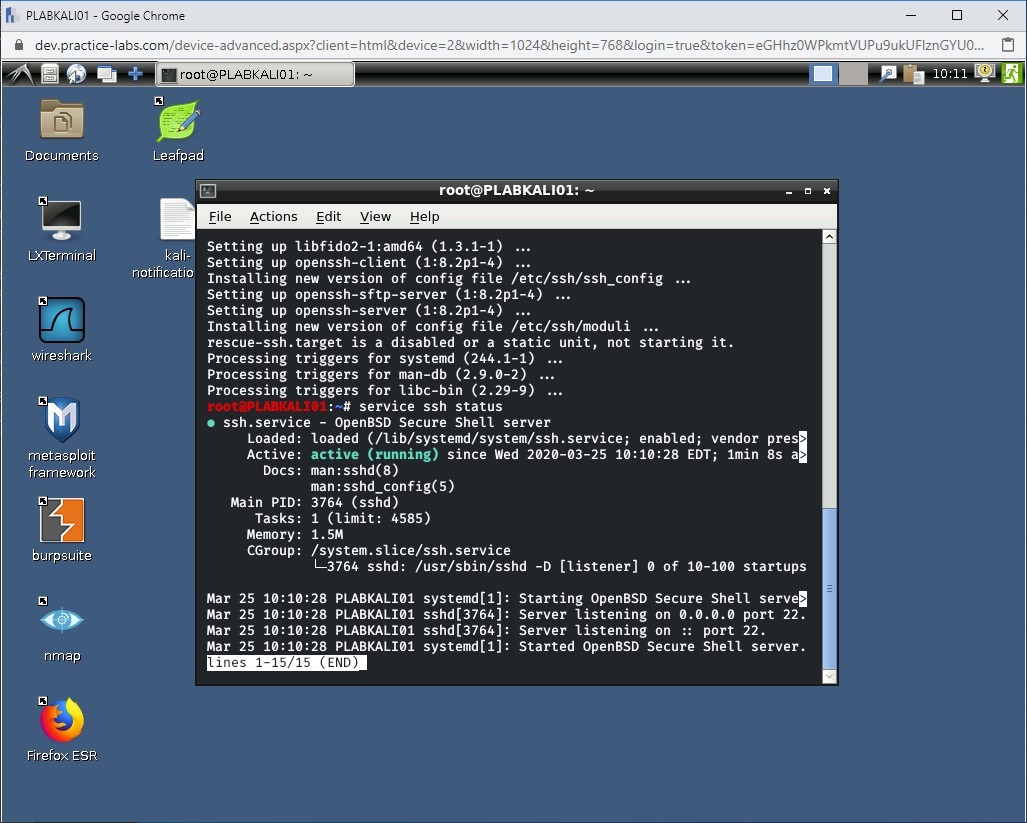 PLABKALI01 - Google Chrome
dev.practice-labs.com/device-advanced.aspx?client=html&device=2&width=1024&height=768&login=true&token=eGHhz0WPkmtVUPu9ukUFlznGYU0...
root@PLABKALI01: ~
10:11
Documents
Leafpad
LXTerminal
kali-
notificatio
wireshark
metasploit
framework
burpsuite
nmap
Firefox ESR
root@PLABKALI01: ~
File Actions Edit View Help
Setting up libfido2-1:amd64 (1.3.1-1) ...
Setting up openssh-client (1:8.2p1-4) ...
Installing new version of config file /etc/ssh/ssh_config ...
Setting up openssh-sftp-server (1:8.2p1-4) ...
Setting up openssh-server (1:8.2p1-4) ...
Installing new version of config file /etc/ssh/moduli ...
rescue-ssh.target is a disabled or a static unit, not starting it.
Processing triggers for systemd (244.1-1) ...
Processing triggers for man-db (2.9.0-2) ...
Processing triggers for libc-bin (2.29-9) ...
root@PLABKALI01:~# service ssh status
● ssh.service - OpenBSD Secure Shell server
Loaded: loaded (/lib/systemd/system/ssh.service; enabled; vendor pres>
Active: active (running) since Wed 2020-03-25 10:10:28 EDT; 1min 8s a>
Docs: man:sshd(8)
man:sshd_config(5)
Main PID: 3764 (sshd)
Tasks: 1 (limit: 4585)
Memory: 1.5M
CGroup: /system.slice/ssh.service
└─3764 sshd: /usr/sbin/sshd -D [listener] 0 of 10-100 startups
Mar 25 10:10:28 PLABKALI01 systemd[1]: Starting OpenBSD Secure Shell serve>
Mar 25 10:10:28 PLABKALI01 sshd[3764]: Server listening on 0.0.0.0 port 22.
Mar 25 10:10:28 PLABKALI01 sshd[3764]: Server listening on :: port 22.
Mar 25 10:10:28 PLABKALI01 systemd[1]: Started OpenBSD Secure Shell server.
lines 1-15/15 (END)